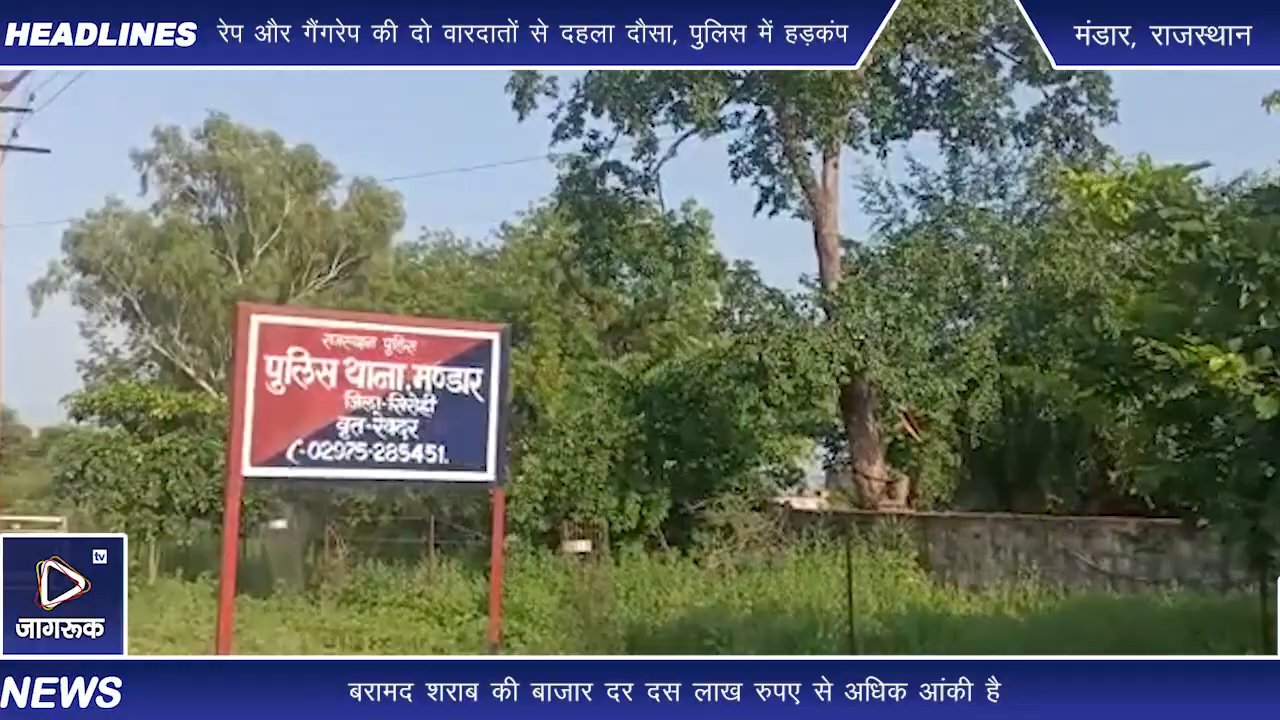 HEADLINES रेप और गैंगरेप की दो वारदातों से दहला दौसा, पुलिस में हड़कंप
मंडार, राजस्थान
राजस्थान पुलिस
पुलिस थाना.मण्डार
जिला-सिरोही
वृत-रेवदर
02975-285451.
tv
जागरूक
NEWS बरामद शराब की बाजार दर दस लाख रुपए से अधिक आंकी है